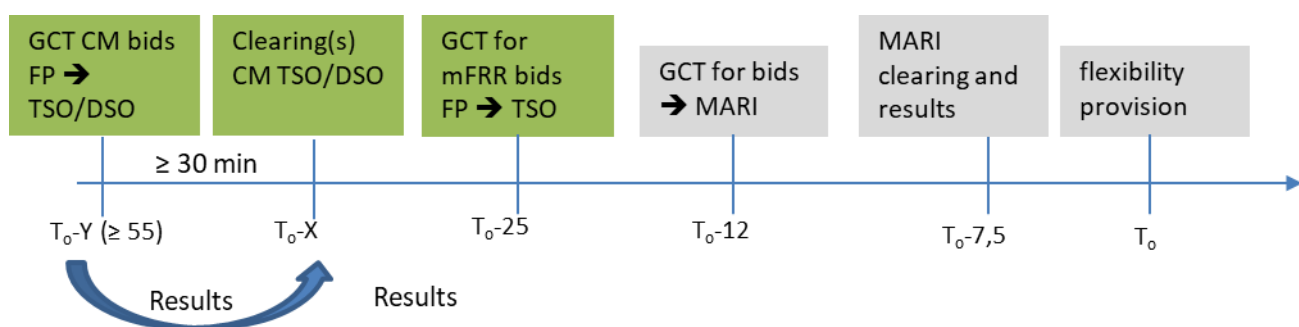 GCT CM bids
FP ➔
TSO/DSO
Clearing(s)
CM TSO/DSO
GCT for
mFRR bids
FP ➔ TSO
GCT for bids
➔ MARI
MARI
clearing and
results
flexibility
provision
≥ 30 min
Tₒ-Y (≥ 55)
Tₒ-X
Tₒ-25
Tₒ-12
Tₒ-7,5
Tₒ
Results
Results